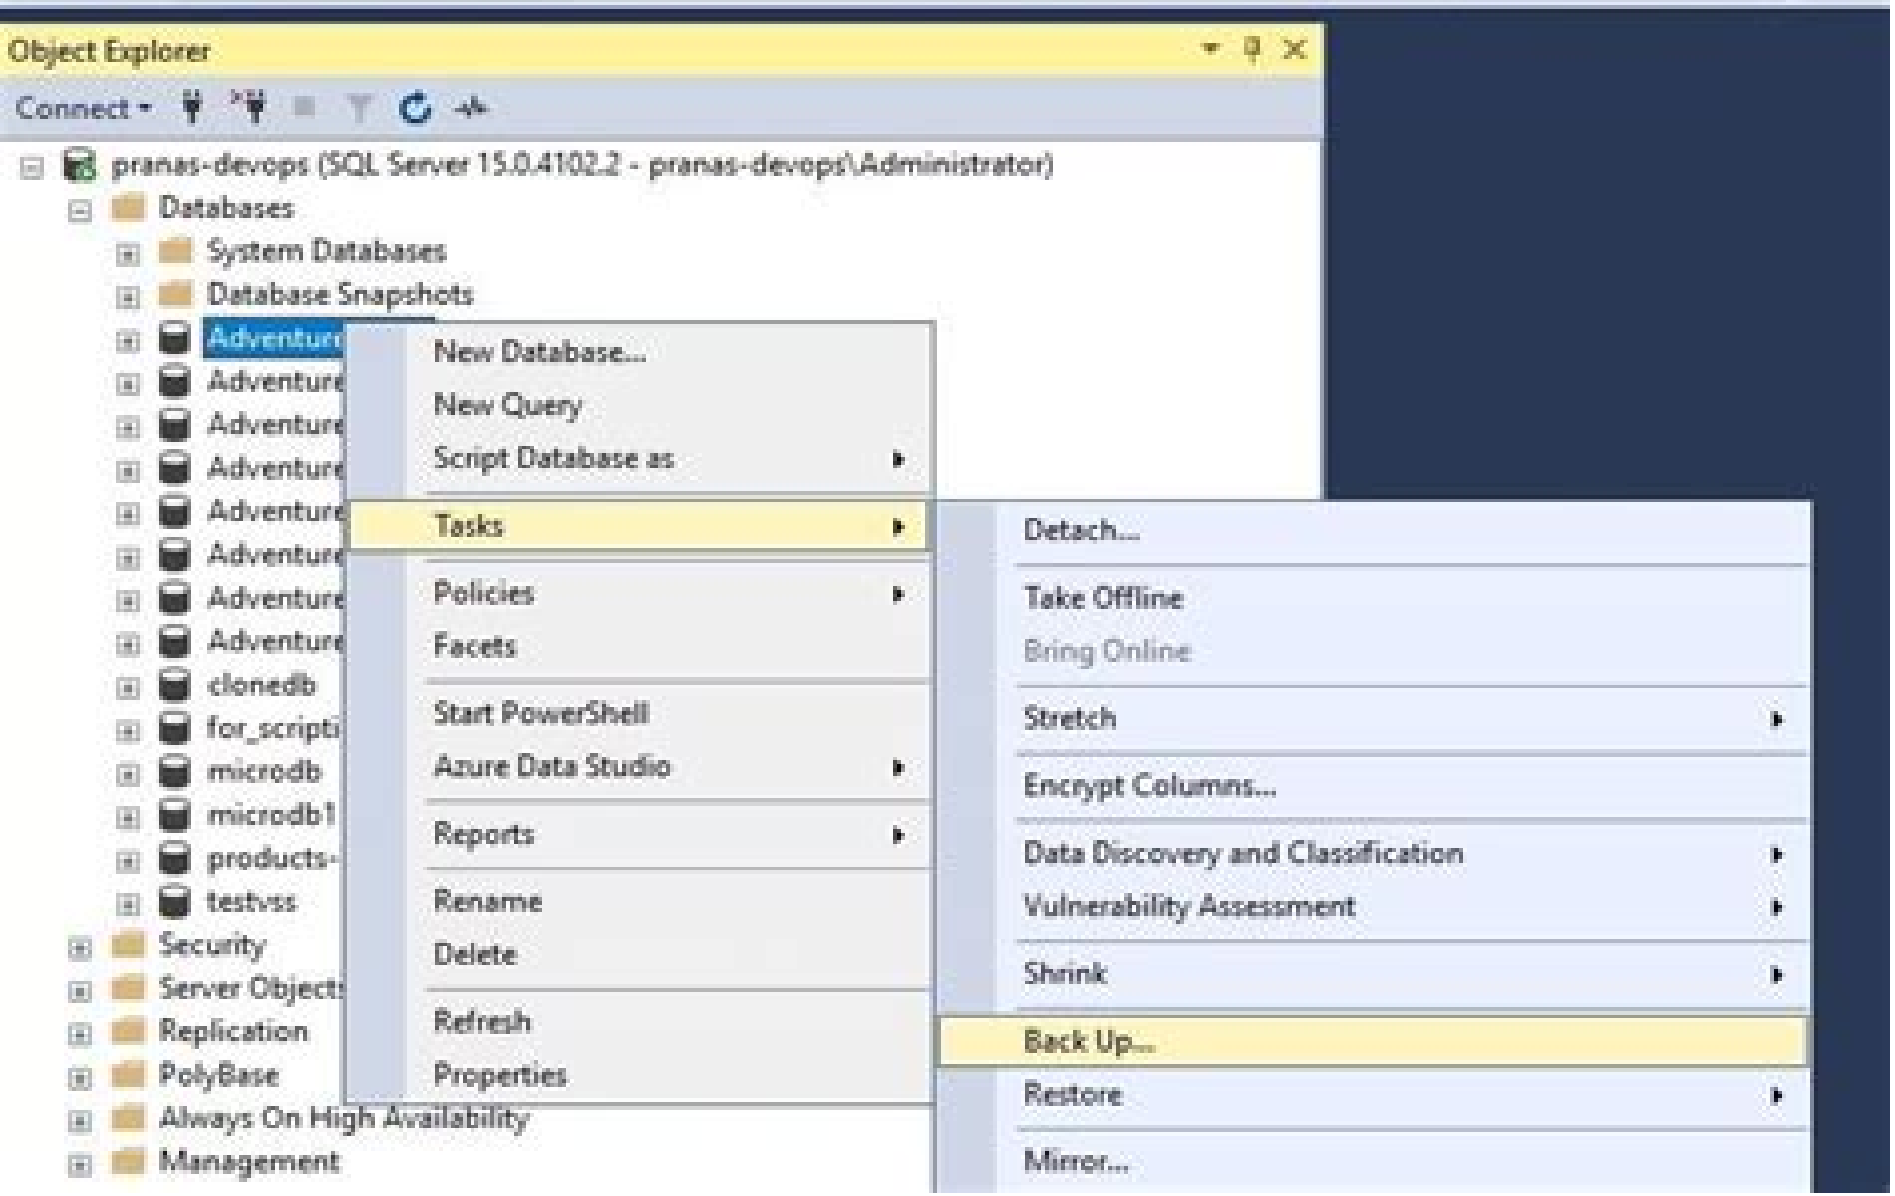 Object Explorer
Connect
pranas-devops (SQL Server 15.0.4102.2 - pranas-devops\Administrator)
Databases
System Databases
Database Snapshots
Adventure
Adventure
Adventure
Adventure
Adventure
Adventure
Adventure
Adventure
clonedb
for_scripti
microdb
microdb1
products-
testvss
Security
Server Objects
Replication
PolyBase
Always On High Availability
Management
New Database...
New Query
Script Database as
Tasks
Policies
Facets
Start PowerShell
Azure Data Studio
Reports
Rename
Delete
Refresh
Properties
Detach...
Take Offline
Bring Online
Stretch
Encrypt Columns...
Data Discovery and Classification
Vulnerability Assessment
Shrink
Back Up...
Restore
Mirror...